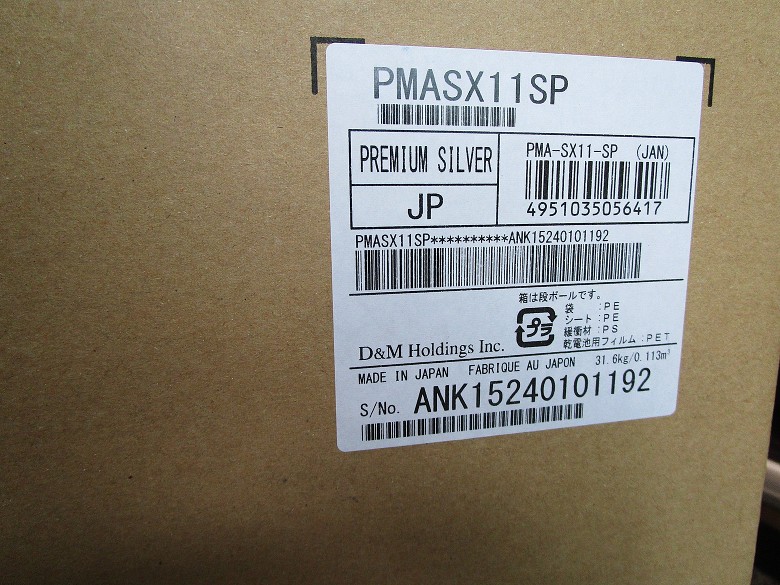 PMASX11SP
PREMIUM SILVER
JP
PMA-SX11-SP (JAN)
4951035056417
PMASX11SP**********ANK15240101192
箱は段ボールです。
プラ
袋 :PE
シート :PE
緩衝材 :PS
乾電池用フィルム :PET
D&M Holdings Inc.
MADE IN JAPAN FABRIQUE AU JAPON 31.6kg/0.113m³
S/No. ANK15240101192